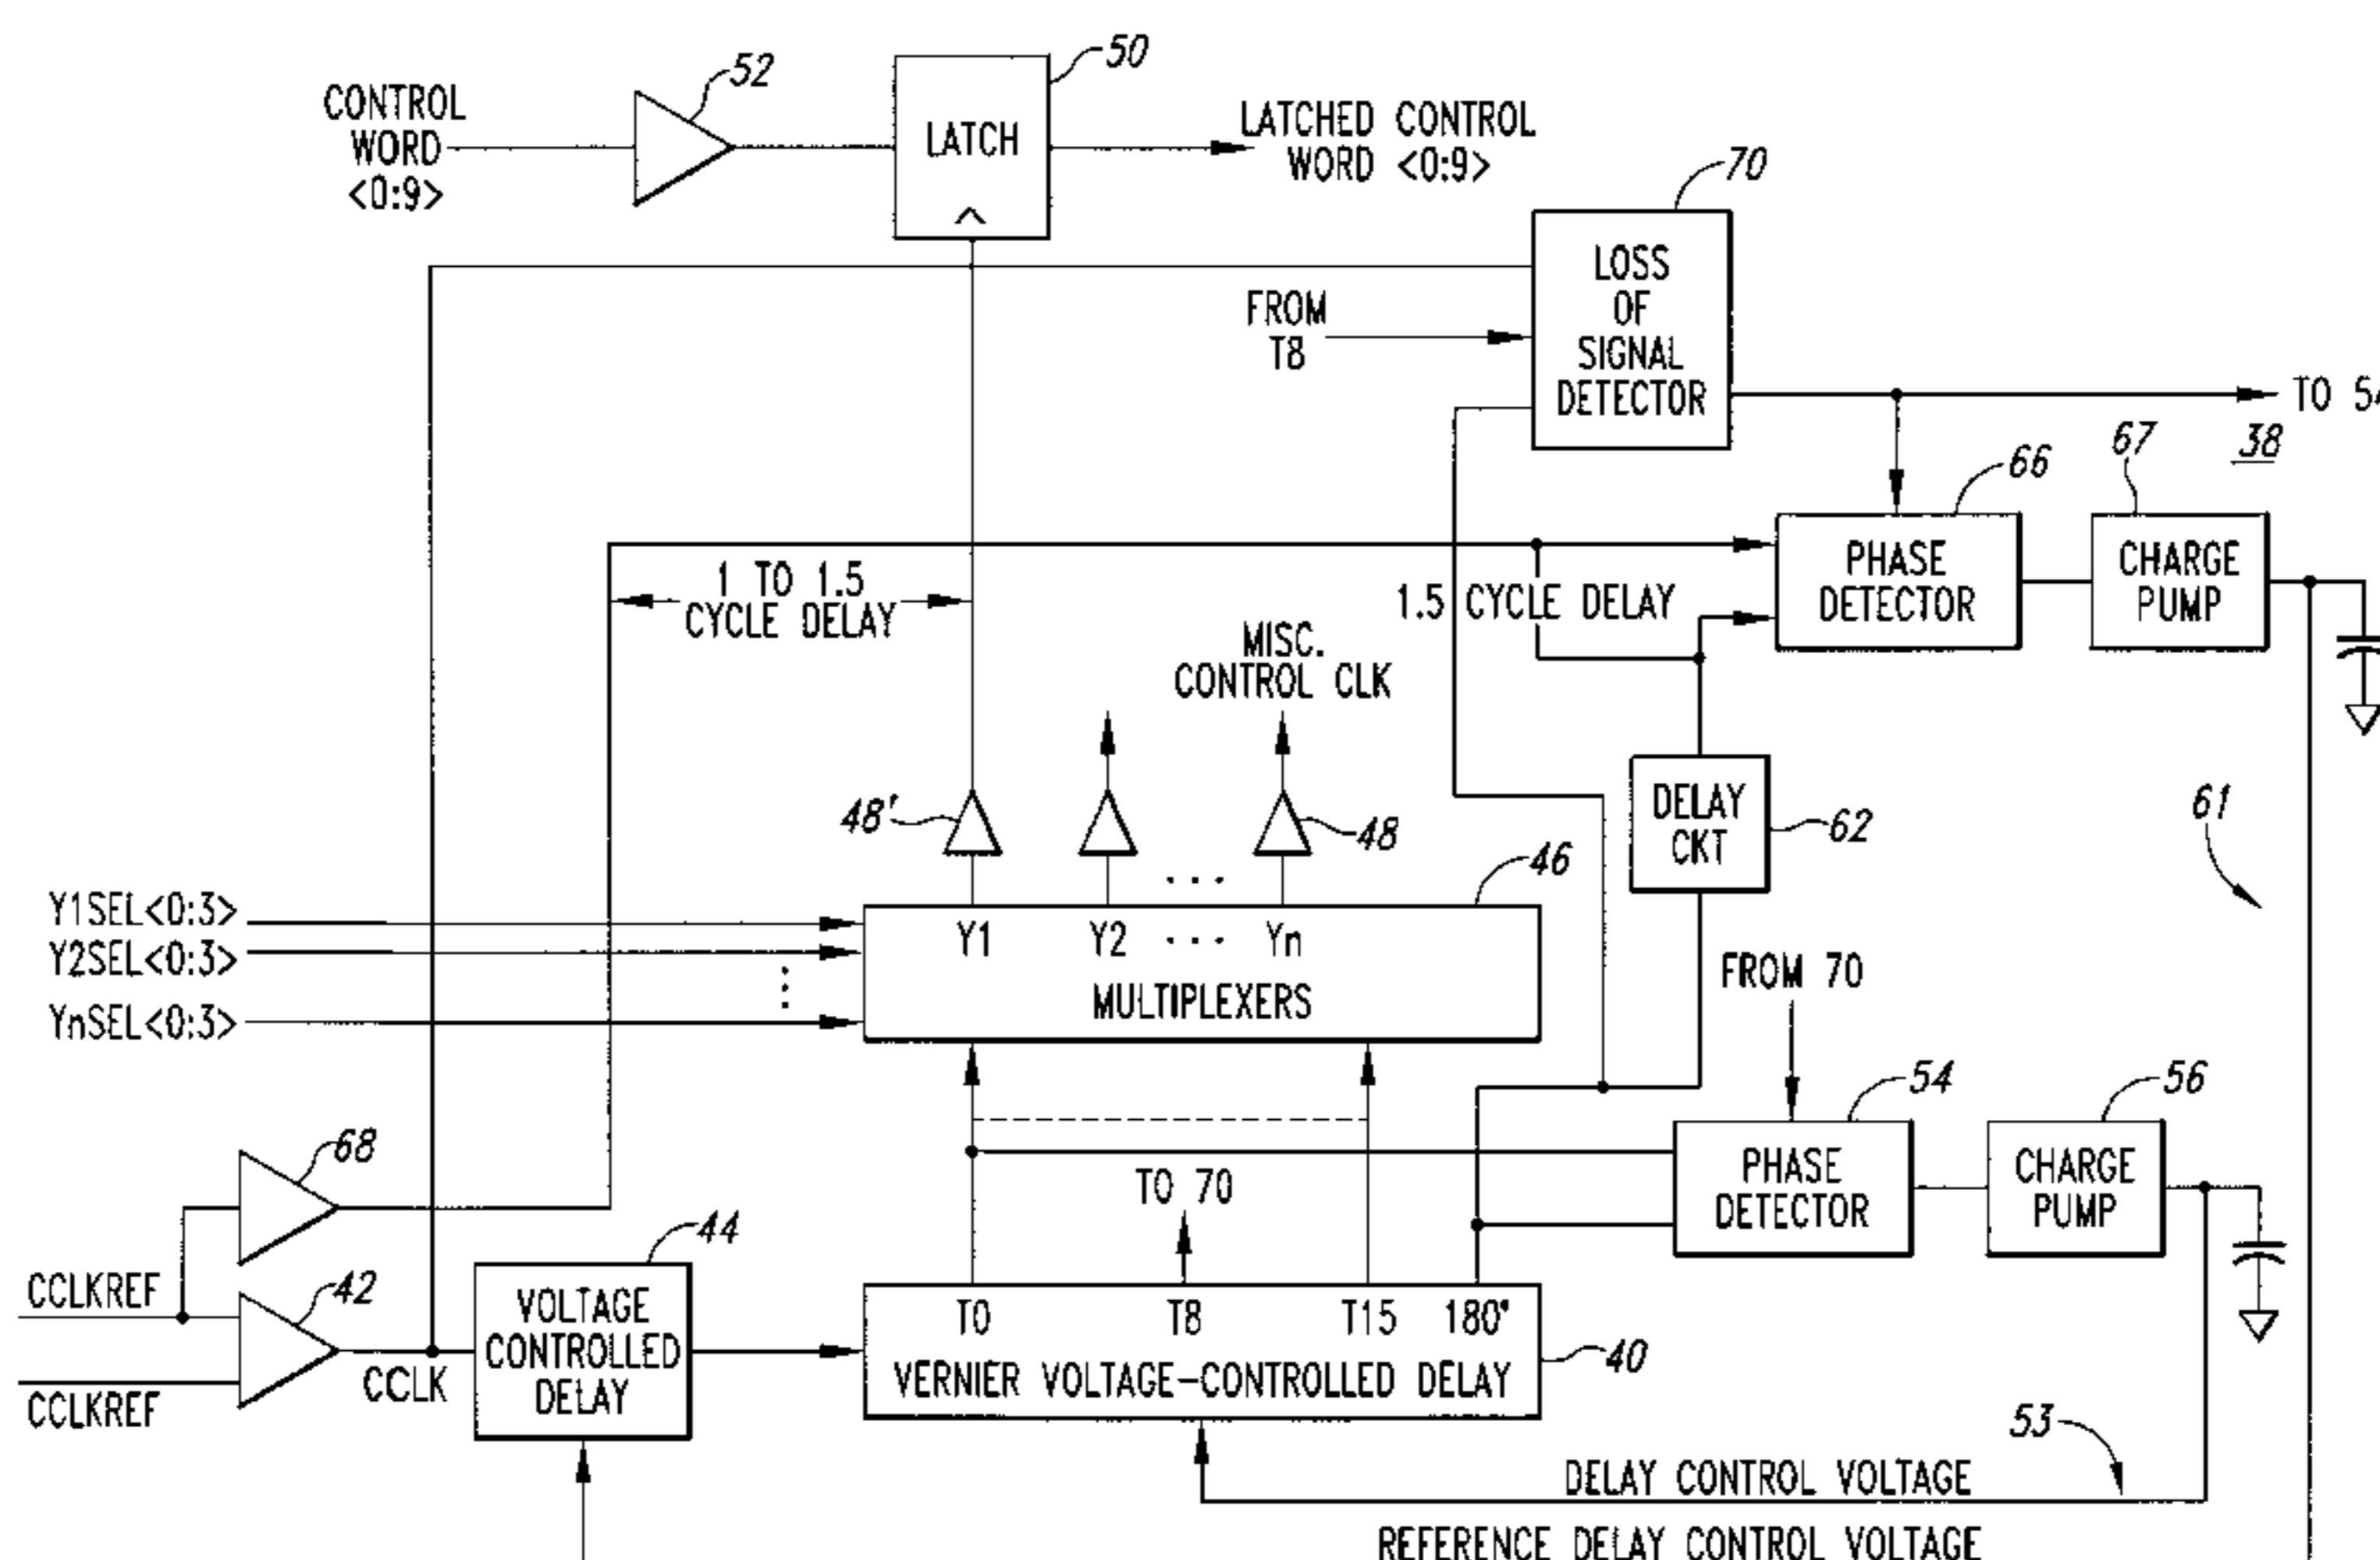 52
50
CONTROL
WORD
<0:9>
LATCH
LATCHED CONTROL
WORD <0:9>
70
LOSS
OF
SIGNAL
DETECTOR
FROM
T8
TO 5
38
67
66
1 TO 1.5
CYCLE DELAY
1.5 CYCLE DELAY
PHASE
DETECTOR
CHARGE
PUMP
MISC.
CONTROL CLK
48'
48
DELAY
CKT
62
61
46
Y1SEL<0:3>
Y2SEL<0:3>
⋮
YnSEL<0:3>
Y1 Y2 ··· Yn
MULTIPLEXERS
FROM 70
54
56
68
TO 70
PHASE
DETECTOR
CHARGE
PUMP
44
42
CCLKREF
CCLKREF
CCLK
VOLTAGE
CONTROLLED
DELAY
T0 T8 T15 180°
VERNIER VOLTAGE-CONTROLLED DELAY
40
53
DELAY CONTROL VOLTAGE
REFERENCE DELAY CONTROL VOLTAGE